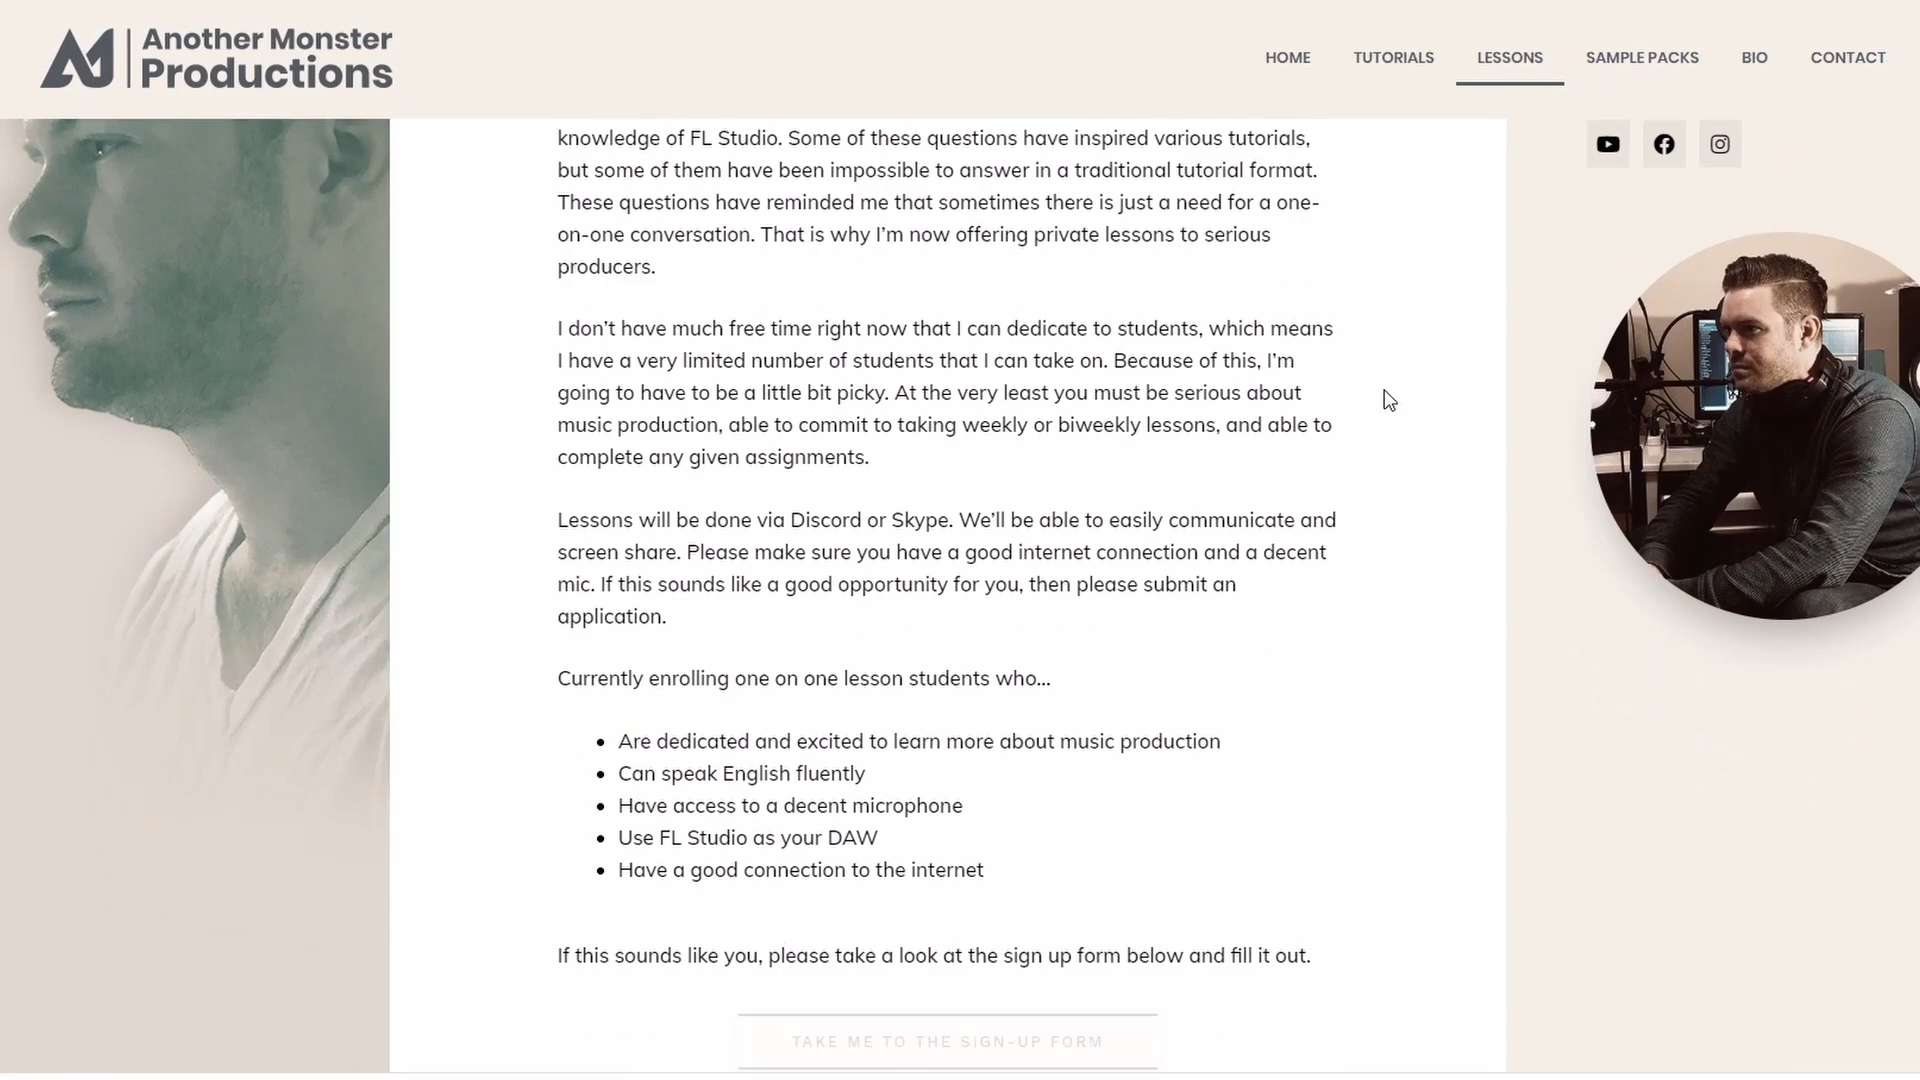 Another Monster
Productions
HOME TUTORIALS LESSONS SAMPLE PACKS BIO CONTACT
knowledge of FL Studio. Some of these questions have inspired various tutorials,
but some of them have been impossible to answer in a traditional tutorial format.
These questions have reminded me that sometimes there is just a need for a one-
on-one conversation. That is why I’m now offering private lessons to serious
producers.
I don’t have much free time right now that I can dedicate to students, which means
I have a very limited number of students that I can take on. Because of this, I’m
going to have to be a little bit picky. At the very least you must be serious about
music production, able to commit to taking weekly or biweekly lessons, and able to
complete any given assignments.
Lessons will be done via Discord or Skype. We’ll be able to easily communicate and
screen share. Please make sure you have a good internet connection and a decent
mic. If this sounds like a good opportunity for you, then please submit an
application.
Currently enrolling one on one lesson students who...
• Are dedicated and excited to learn more about music production
• Can speak English fluently
• Have access to a decent microphone
• Use FL Studio as your DAW
• Have a good connection to the internet
If this sounds like you, please take a look at the sign up form below and fill it out.
TAKE ME TO THE SIGN-UP FORM